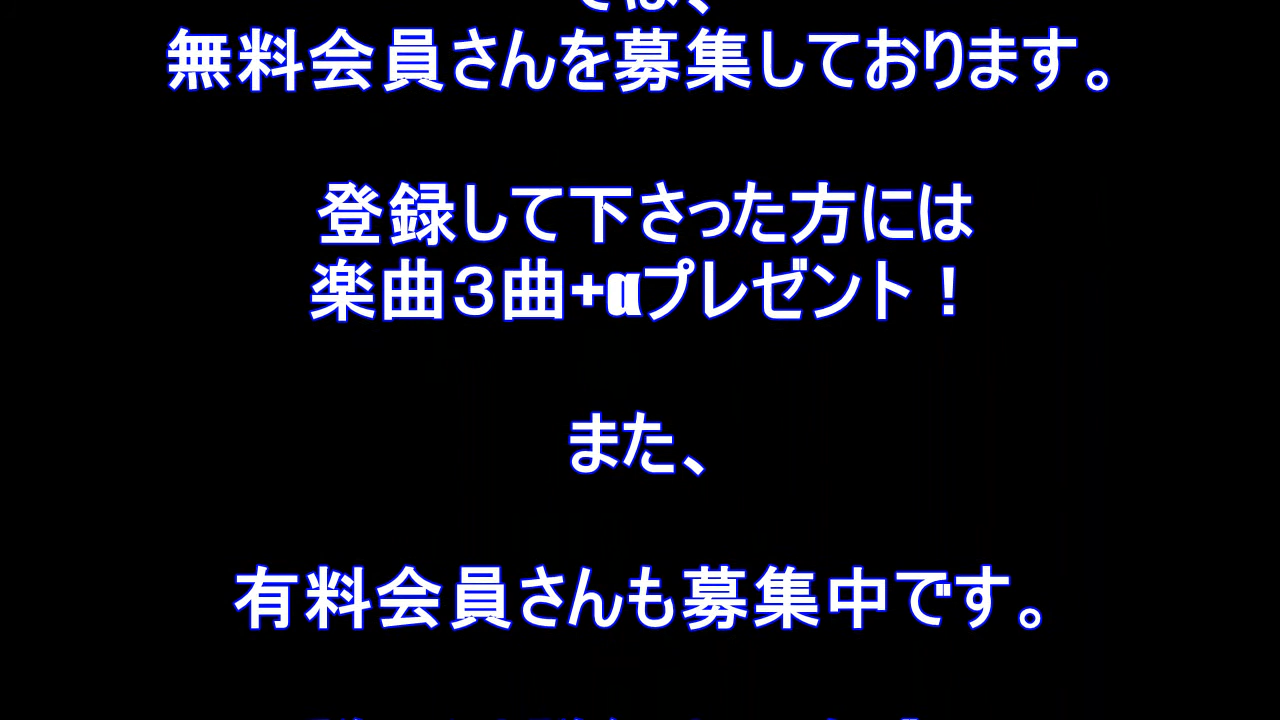 では、
無料会員さんを募集しております。
登録して下さった方には
楽曲３曲+αプレゼント！
また、
有料会員さんも募集中です。